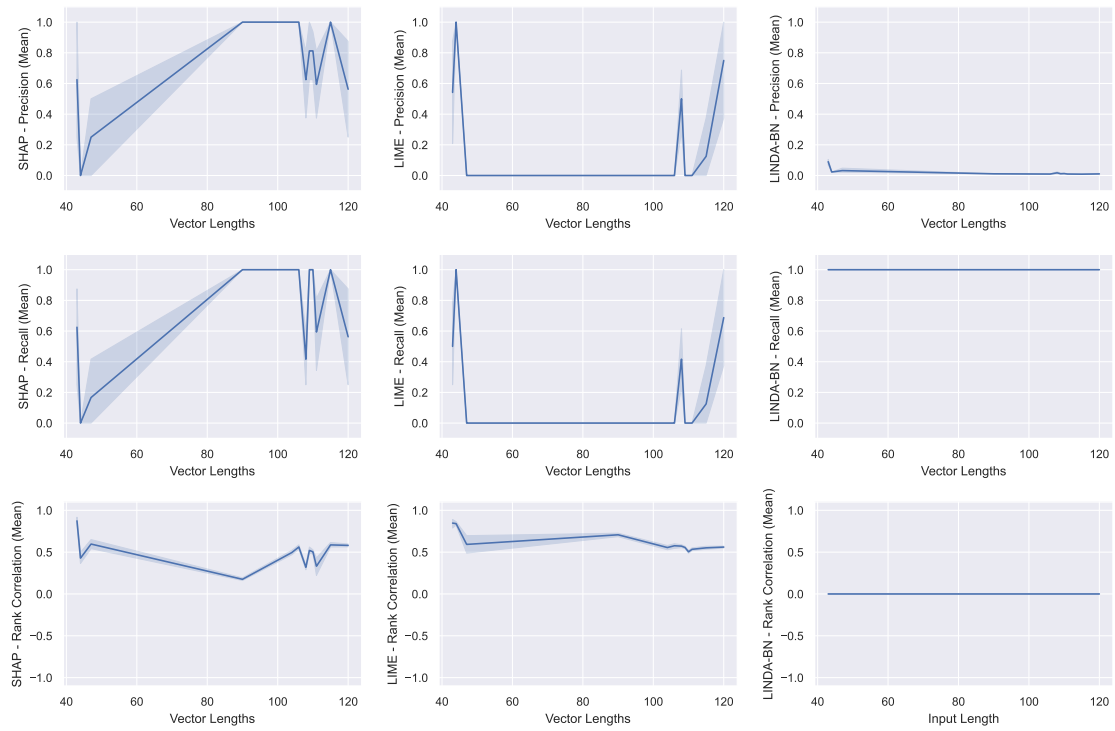 SHAP - Precision (Mean)
1.0
0.8
0.6
0.4
0.2
0.0
40 60 80 100 120
Vector Lengths
LIME - Precision (Mean)
1.0
0.8
0.6
0.4
0.2
0.0
40 60 80 100 120
Vector Lengths
LINDA-BN - Precision (Mean)
1.0
0.8
0.6
0.4
0.2
0.0
40 60 80 100 120
Vector Lengths
SHAP - Recall (Mean)
1.0
0.8
0.6
0.4
0.2
0.0
40 60 80 100 120
Vector Lengths
LIME - Recall (Mean)
1.0
0.8
0.6
0.4
0.2
0.0
40 60 80 100 120
Vector Lengths
LINDA-BN - Recall (Mean)
1.0
0.8
0.6
0.4
0.2
0.0
40 60 80 100 120
Vector Lengths
SHAP - Rank Correlation (Mean)
1.0
0.5
0.0
−0.5
−1.0
40 60 80 100 120
Vector Lengths
LIME - Rank Correlation (Mean)
1.0
0.5
0.0
−0.5
−1.0
40 60 80 100 120
Vector Lengths
LINDA-BN - Rank Correlation (Mean)
1.0
0.5
0.0
−0.5
−1.0
40 60 80 100 120
Input Length